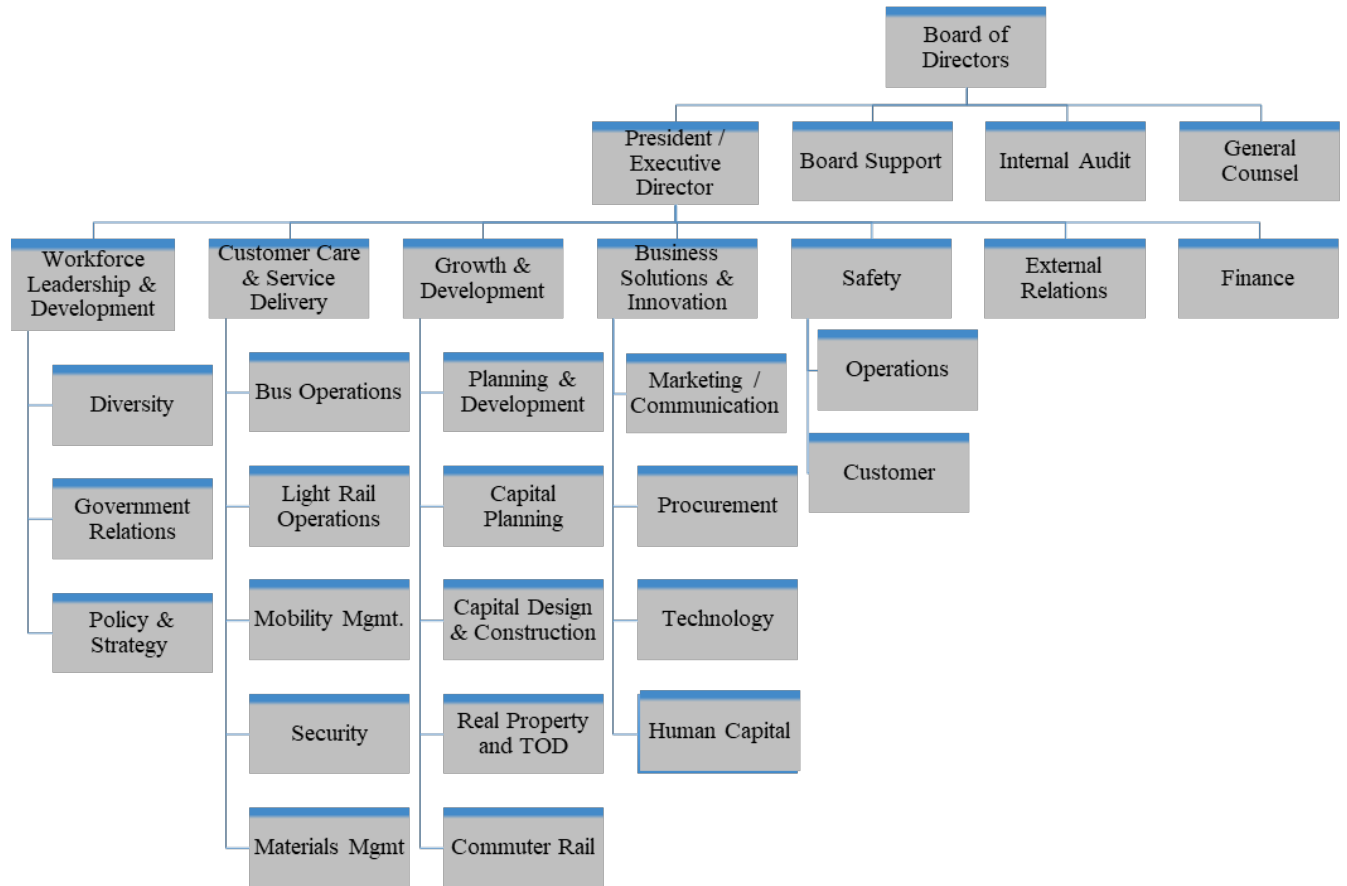 Board of
Directors
President /
Executive
Director
Board Support
Internal Audit
General
Counsel
Workforce
Leadership &
Development
Customer Care
& Service
Delivery
Growth &
Development
Business
Solutions &
Innovation
Safety
External
Relations
Finance
Diversity
Government
Relations
Policy &
Strategy
Bus Operations
Light Rail
Operations
Mobility Mgmt.
Security
Materials Mgmt
Planning &
Development
Capital
Planning
Capital Design
& Construction
Real Property
and TOD
Commuter Rail
Marketing /
Communication
Procurement
Technology
Human Capital
Operations
Customer